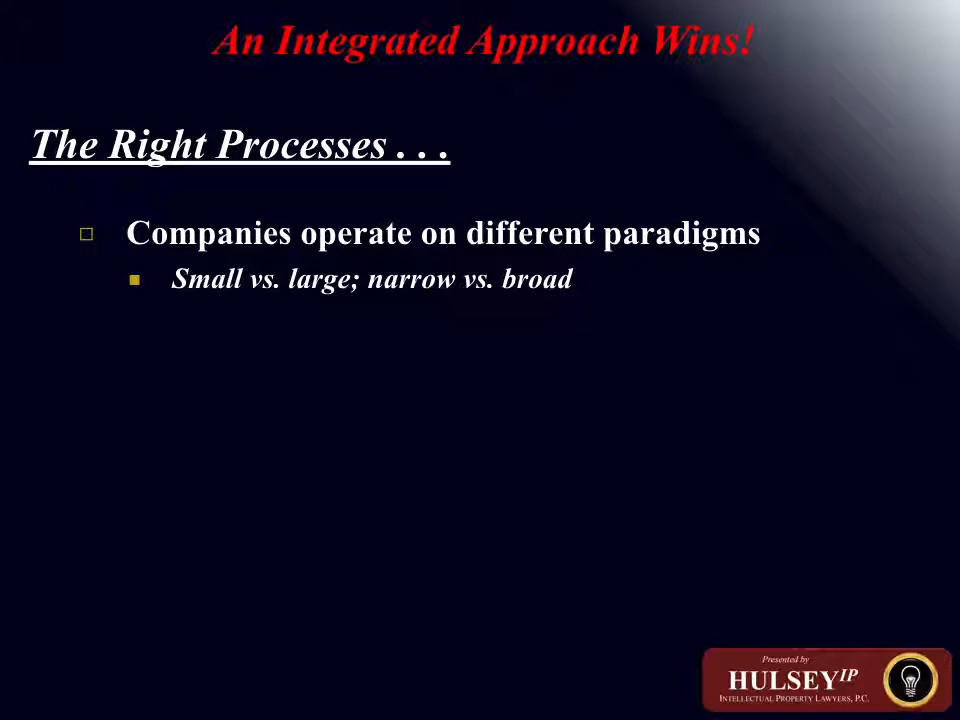 An Integrated Approach Wins!
The Right Processes . . .
Companies operate on different paradigms
Small vs. large; narrow vs. broad
Presented by
HULSEY IP
INTELLECTUAL PROPERTY LAWYERS, P.C.